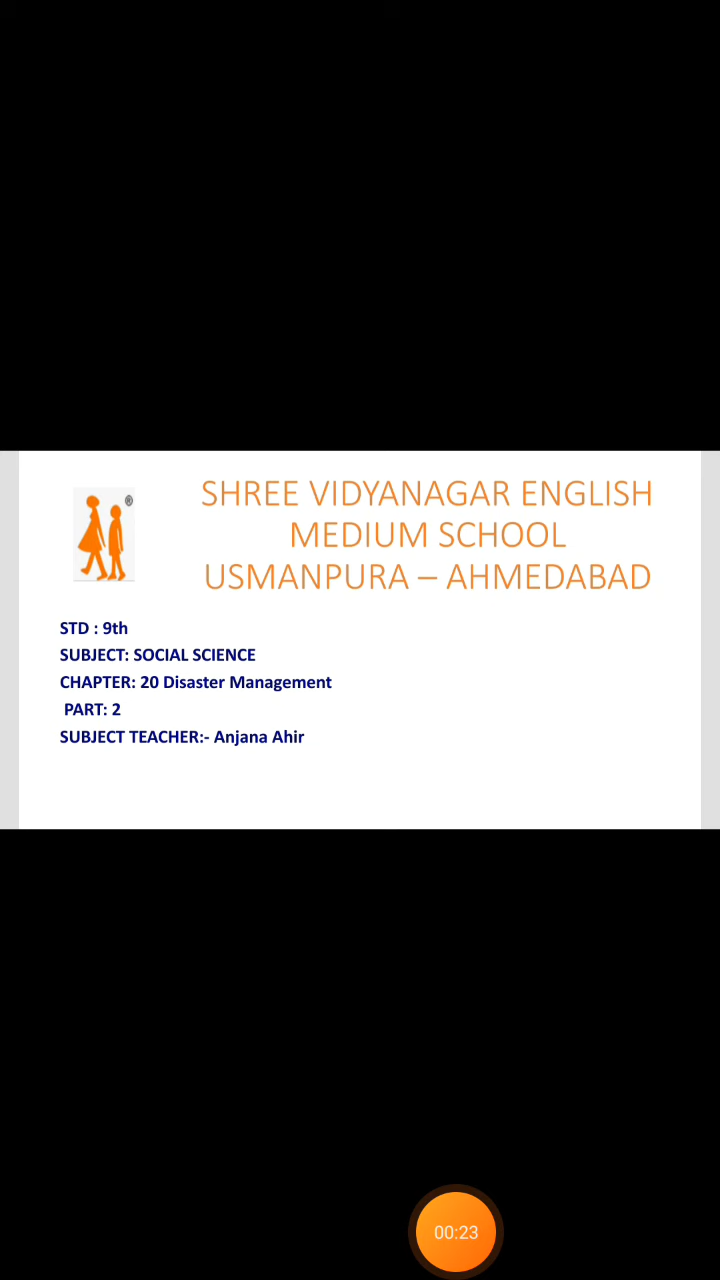 ®
SHREE VIDYANAGAR ENGLISH
MEDIUM SCHOOL
USMANPURA – AHMEDABAD
STD : 9th
SUBJECT: SOCIAL SCIENCE
CHAPTER: 20 Disaster Management
PART: 2
SUBJECT TEACHER:- Anjana Ahir
00:23